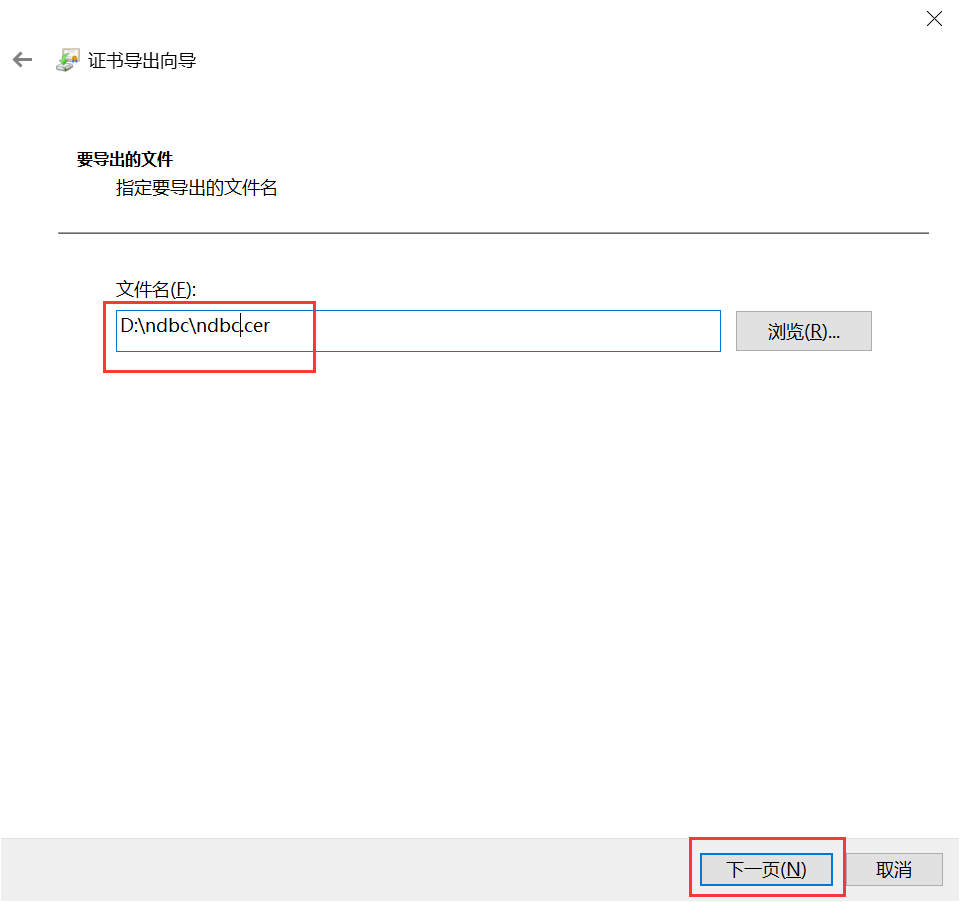 证书导出向导
要导出的文件
指定要导出的文件名
文件名(F):
D:\ndbc\ndbc.cer
浏览(R)...
下一页(N)
取消